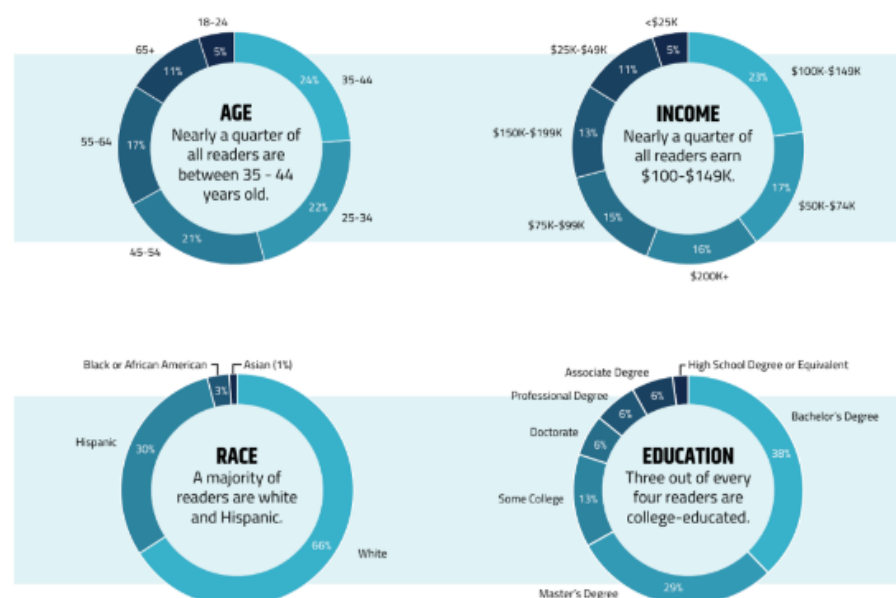 18-24
65+
5%
11%
24%
35-44
AGE
Nearly a quarter of
all readers are
between 35 - 44
years old.
55-64
17%
22%
25-34
21%
45-54
<$25K
$25K-$49K
5%
11%
23%
$100K-$149K
INCOME
Nearly a quarter of
all readers earn
$100-$149K.
$150K-$199K
13%
17%
$50K-$74K
15%
$75K-$99K
16%
$200K+
Black or African American
Asian (1%)
3%
Hispanic
30%
RACE
A majority of
readers are white
and Hispanic.
66%
White
High School Degree or Equivalent
Associate Degree
Professional Degree
6%
6%
Bachelor's Degree
Doctorate
6%
38%
EDUCATION
Three out of every
four readers are
college-educated.
Some College
13%
29%
Master's Degree